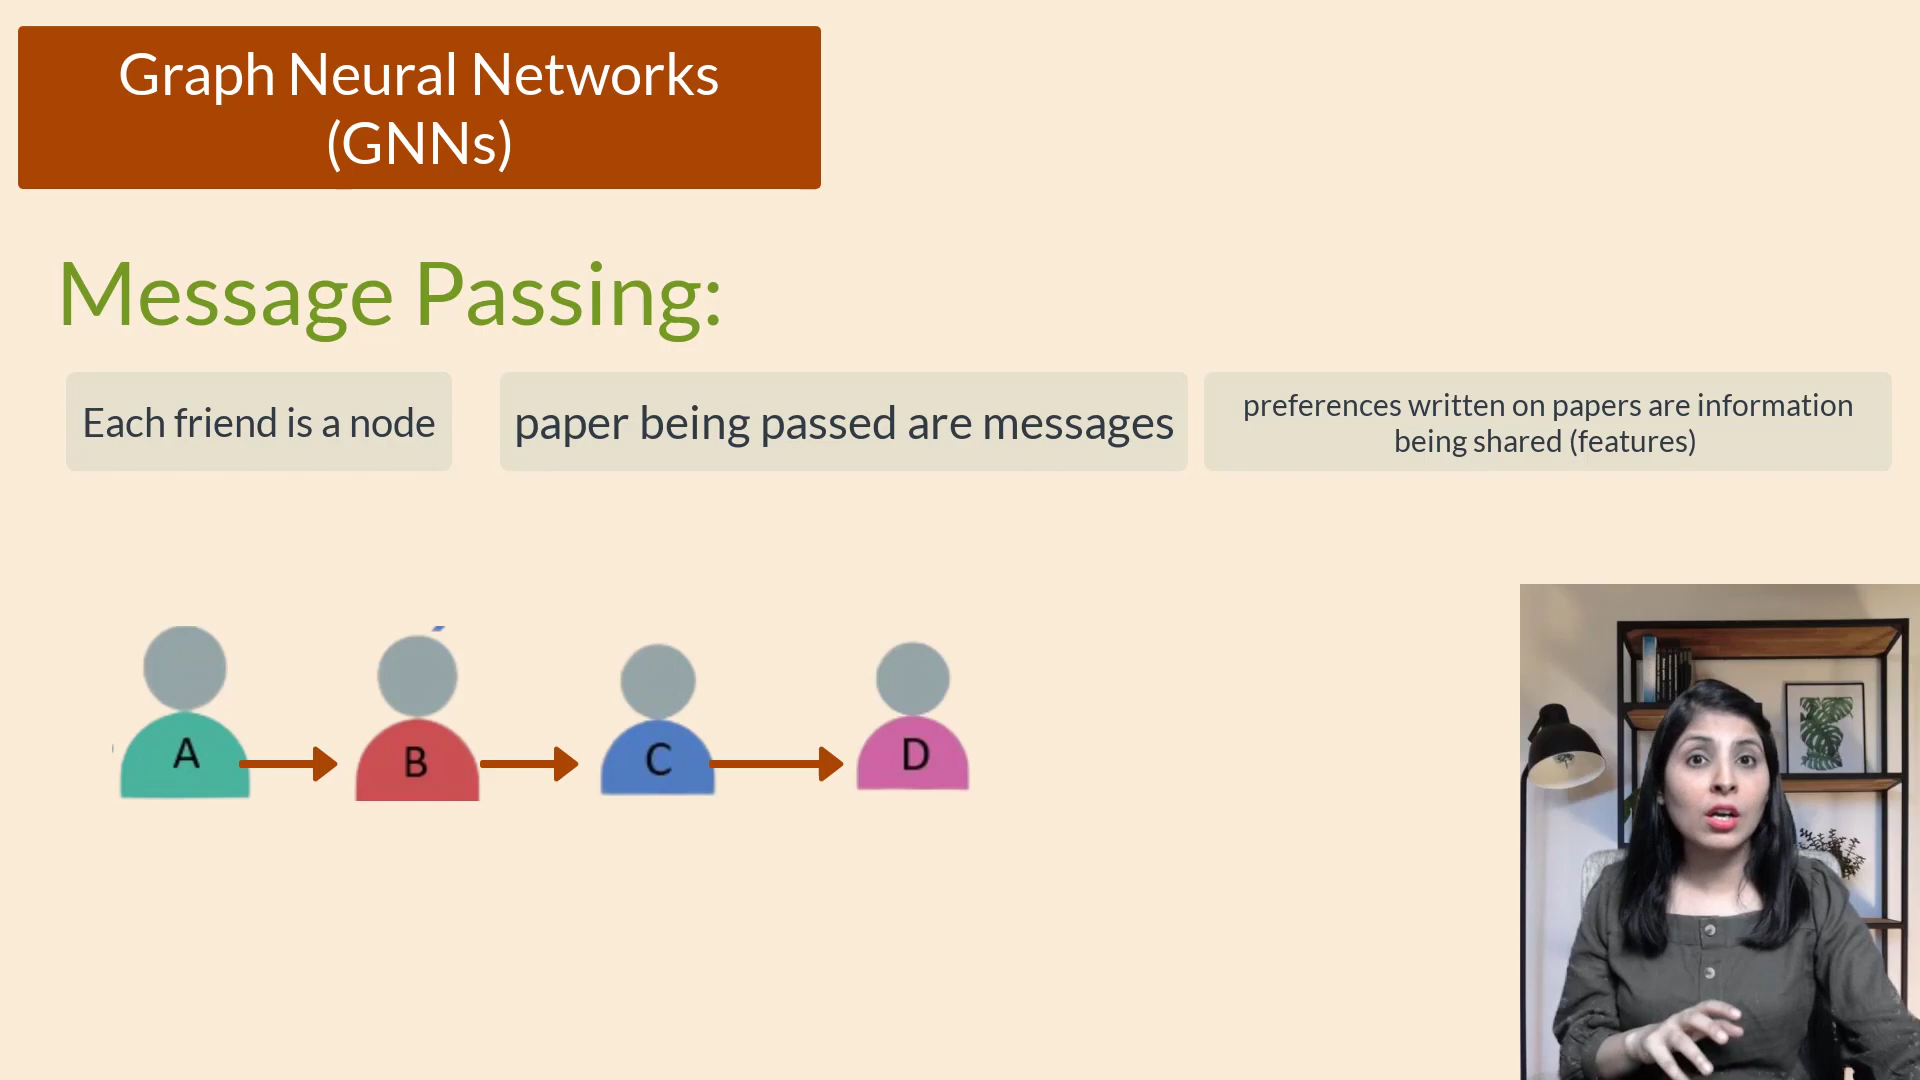 Graph Neural Networks
(GNNs)
Message Passing:
Each friend is a node
paper being passed are messages
preferences written on papers are information
being shared (features)
A
B
C
D